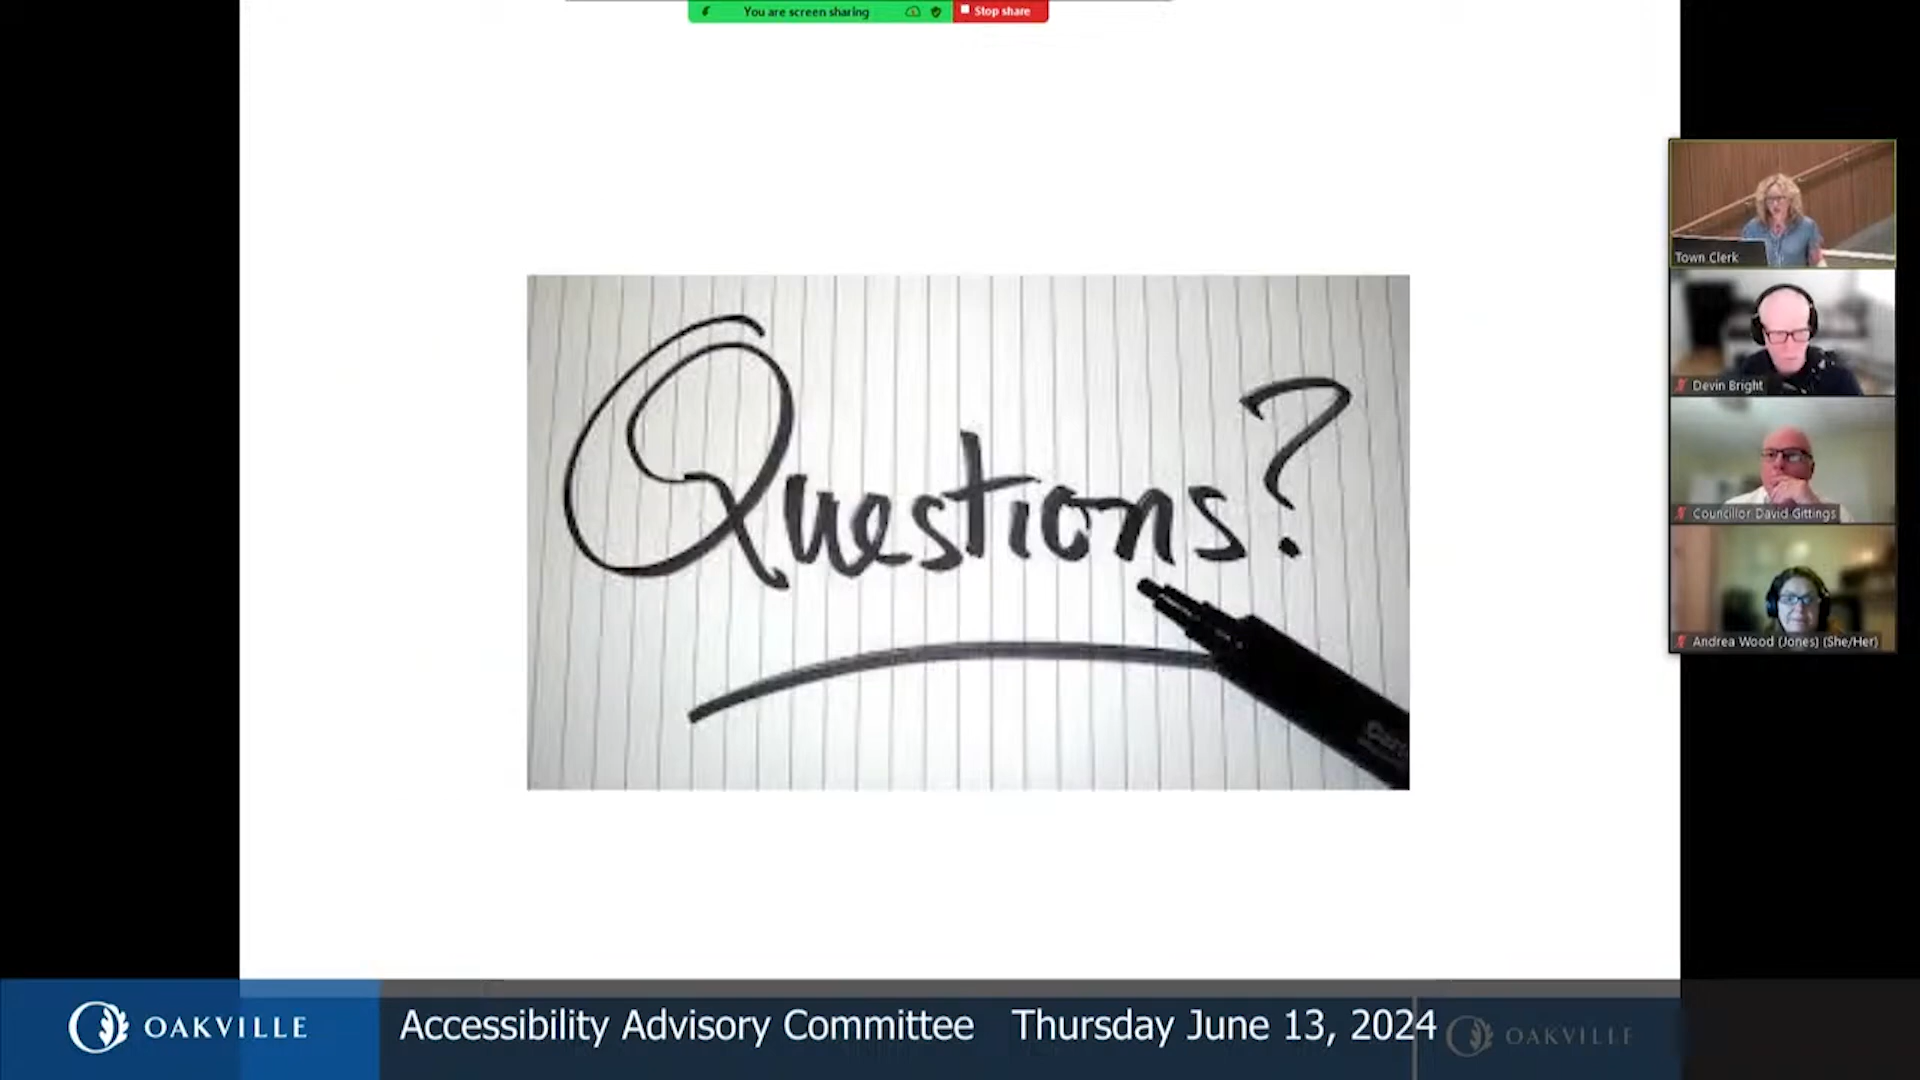 You are screen sharing
Stop share
Questions?
Town Clerk
Devin Bright
Councillor David Gittings
Andrea Wood (Jones) (She/Her)
OAKVILLE
Accessibility Advisory Committee Thursday June 13, 2024
OAKVILLE